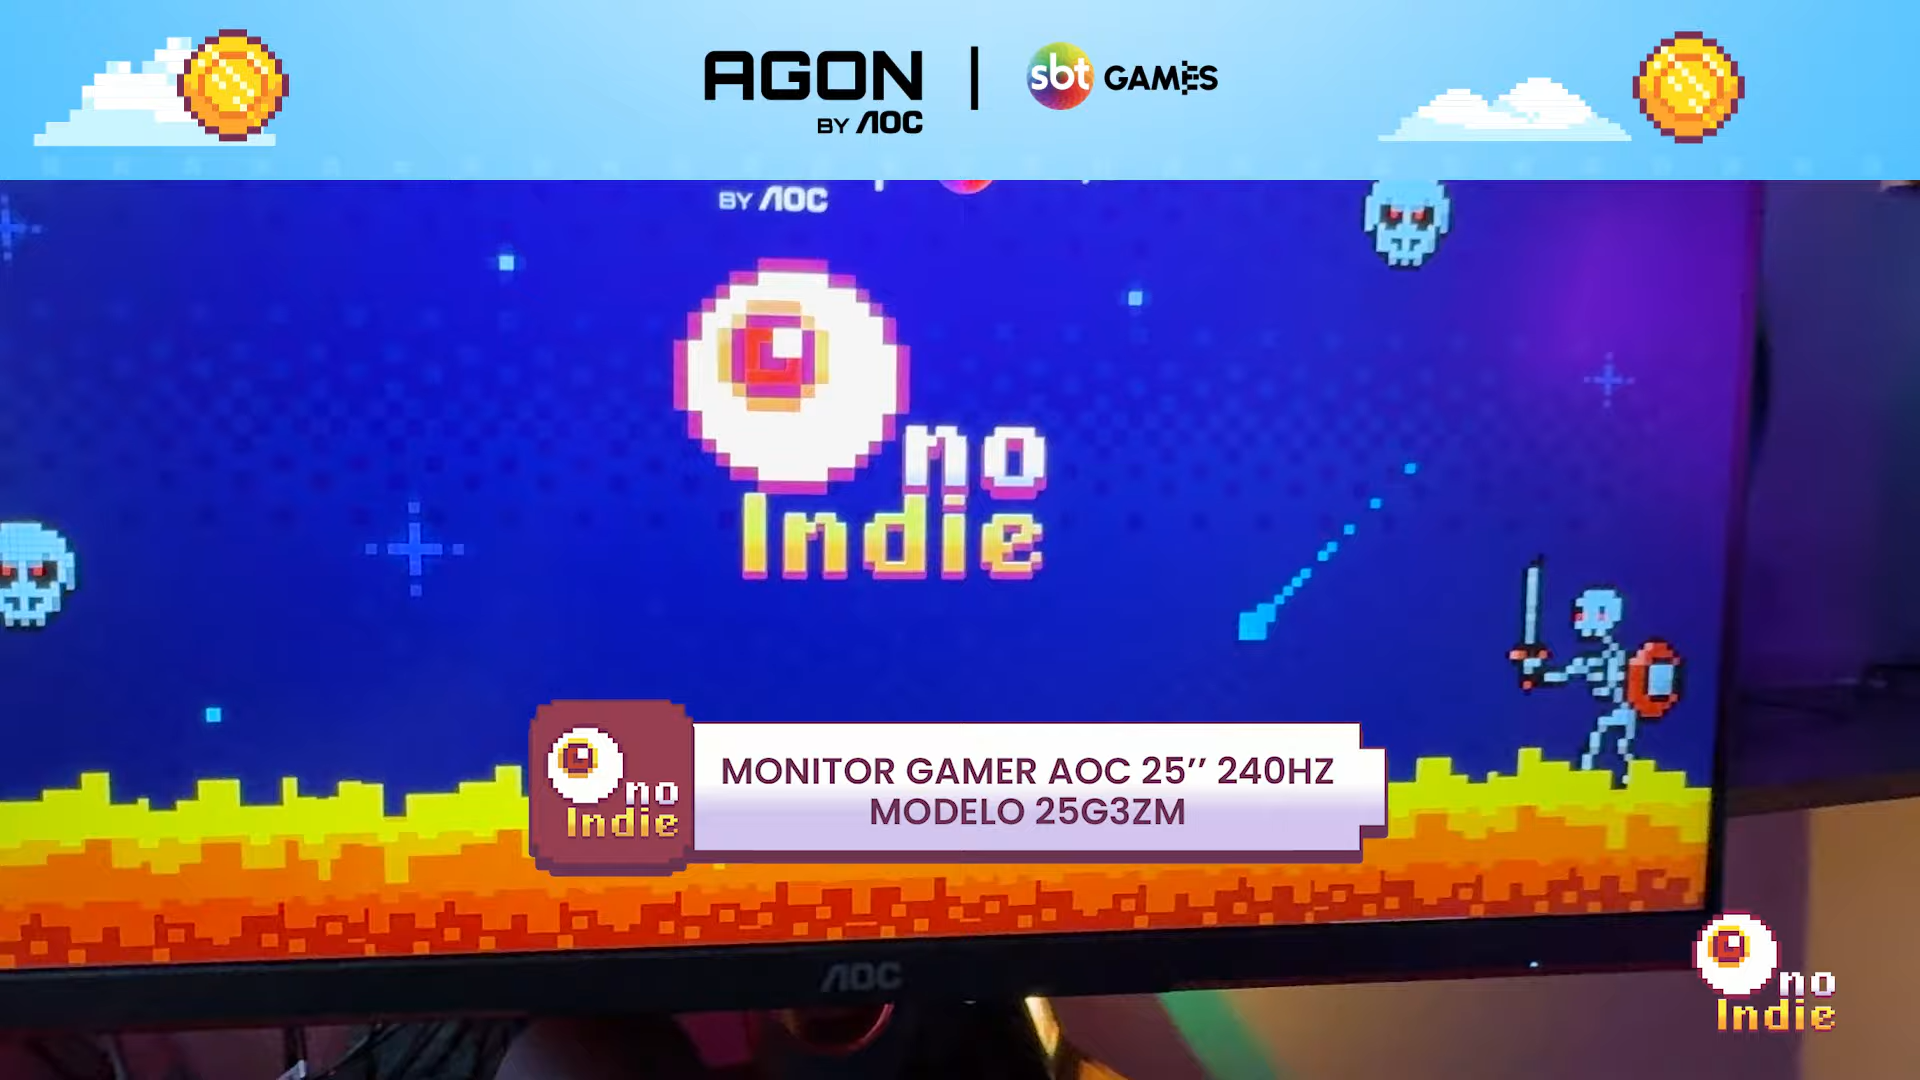 AGON
BY AOC
sbt GAMES
BY AOC
no
Indie
no
Indie
MONITOR GAMER AOC 25’’ 240HZ
MODELO 25G3ZM
AOC
no
Indie